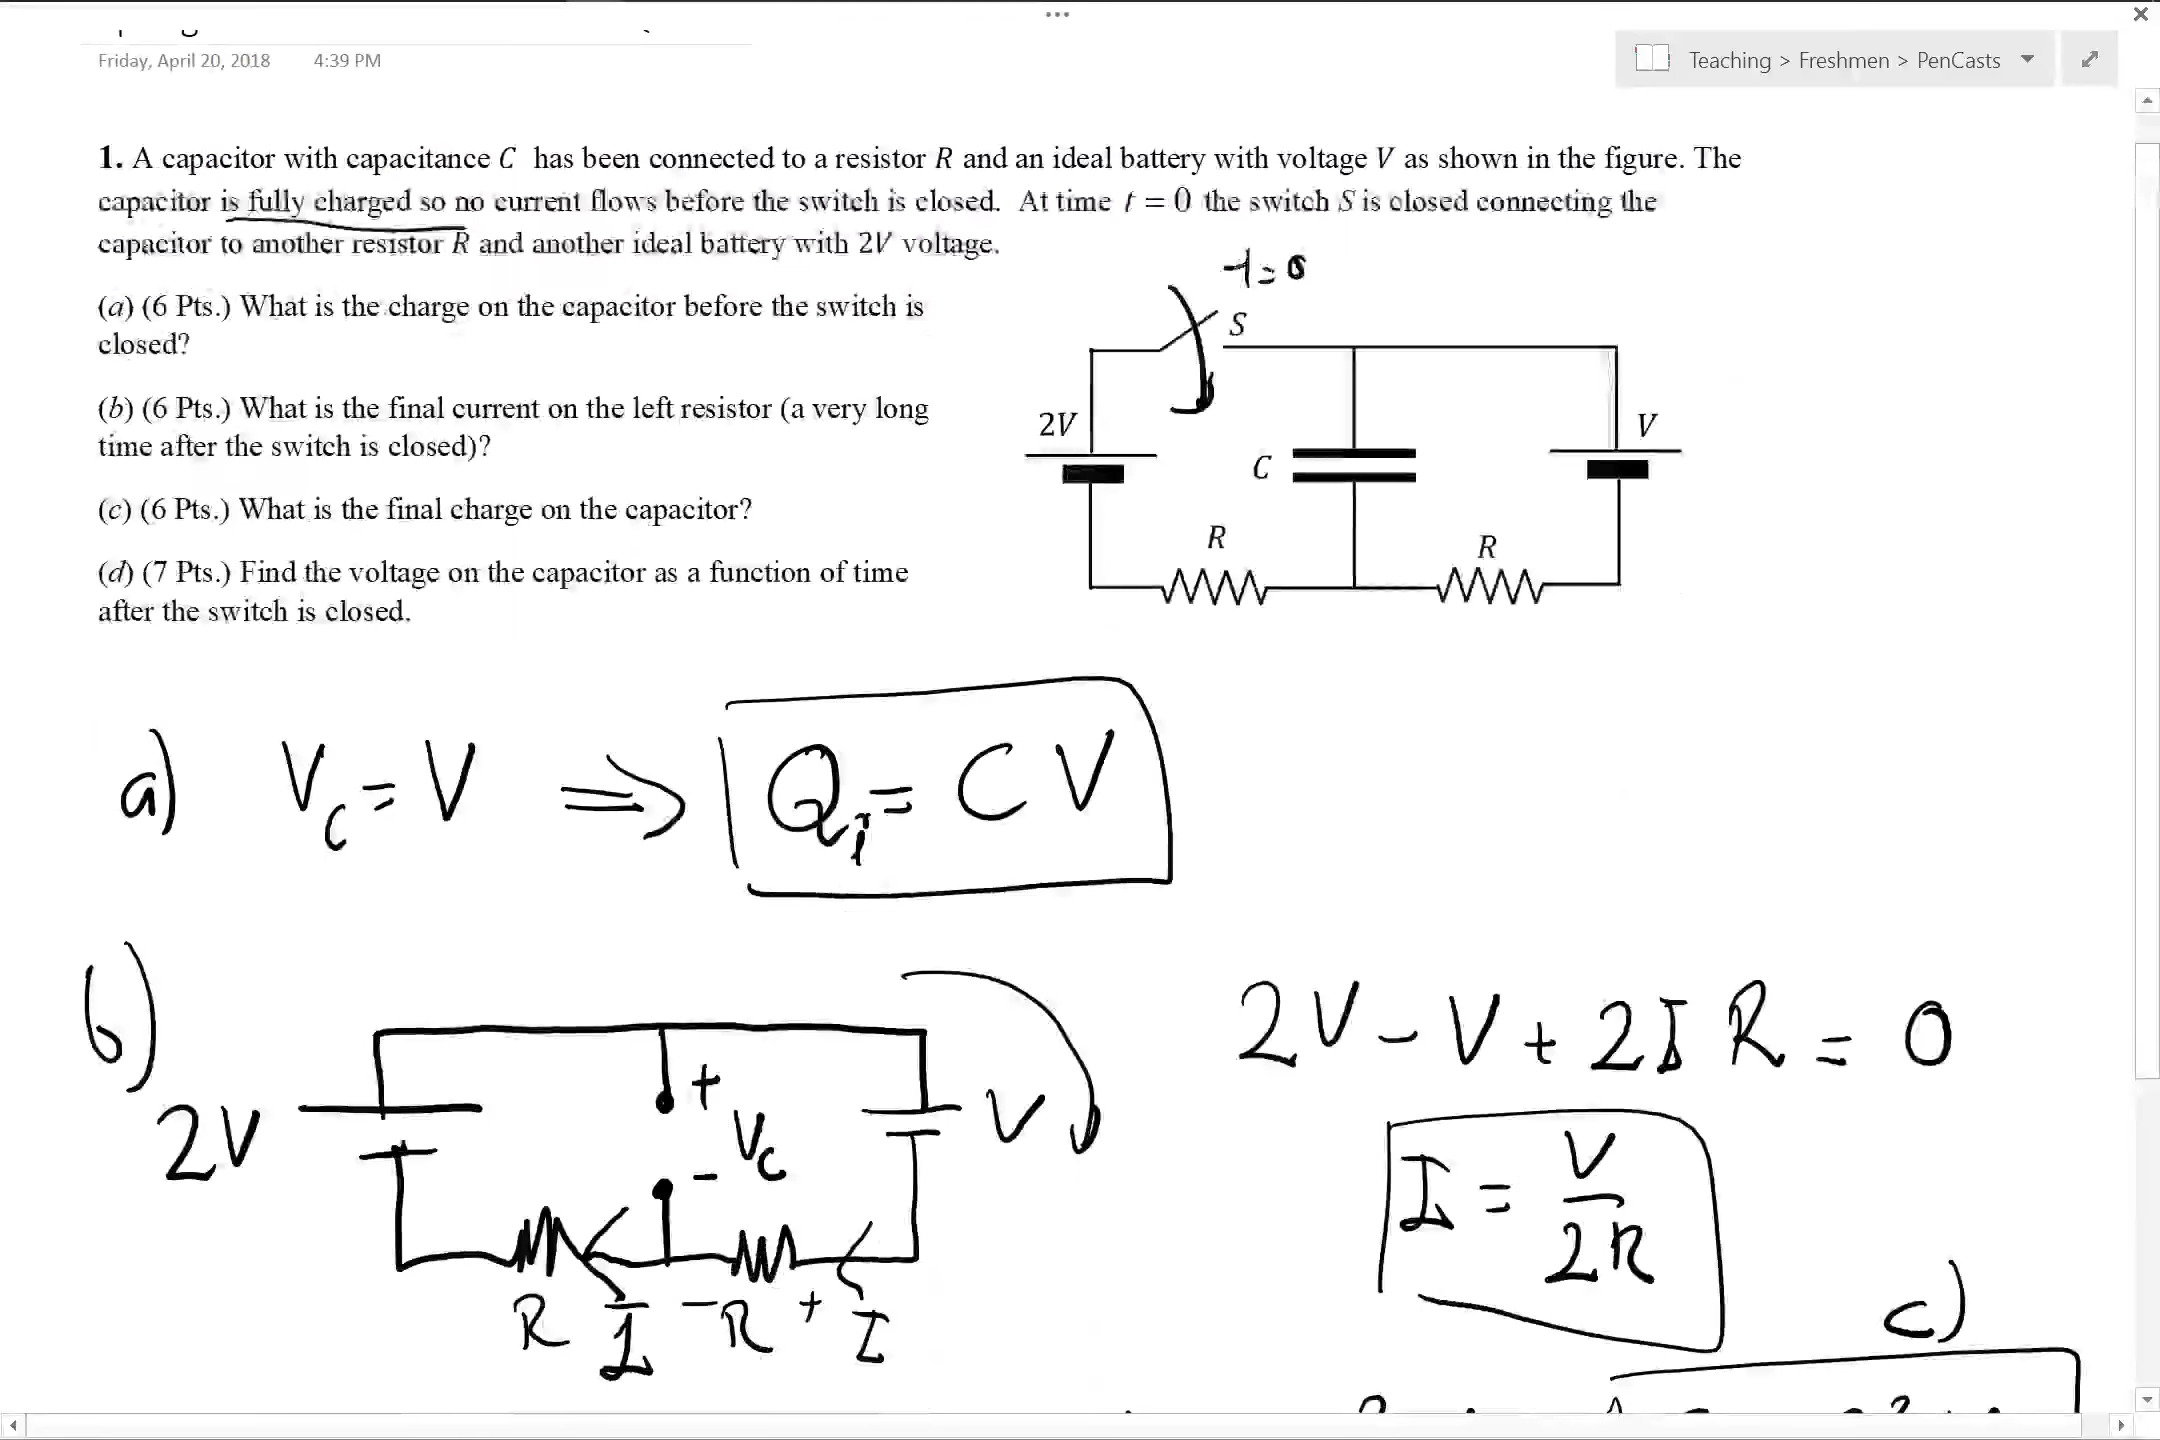 Friday, April 20, 2018 4:39 PM
Teaching > Freshmen > PenCasts
1. A capacitor with capacitance C has been connected to a resistor R and an ideal battery with voltage V as shown in the figure. The
capacitor is fully charged so no current flows before the switch is closed. At time t = 0 the switch S is closed connecting the
capacitor to another resistor R and another ideal battery with 2V voltage.
(a) (6 Pts.) What is the charge on the capacitor before the switch is
closed?
(b) (6 Pts.) What is the final current on the left resistor (a very long
time after the switch is closed)?
(c) (6 Pts.) What is the final charge on the capacitor?
(d) (7 Pts.) Find the voltage on the capacitor as a function of time
after the switch is closed.
t=0
S
2V
C
V
R
R
a) V_c = V ⇒ Q_i = C V
b)
2V
+
V_c
-
V
R I - R + I
2V - V + 2IR = 0
I = V/2R
c)